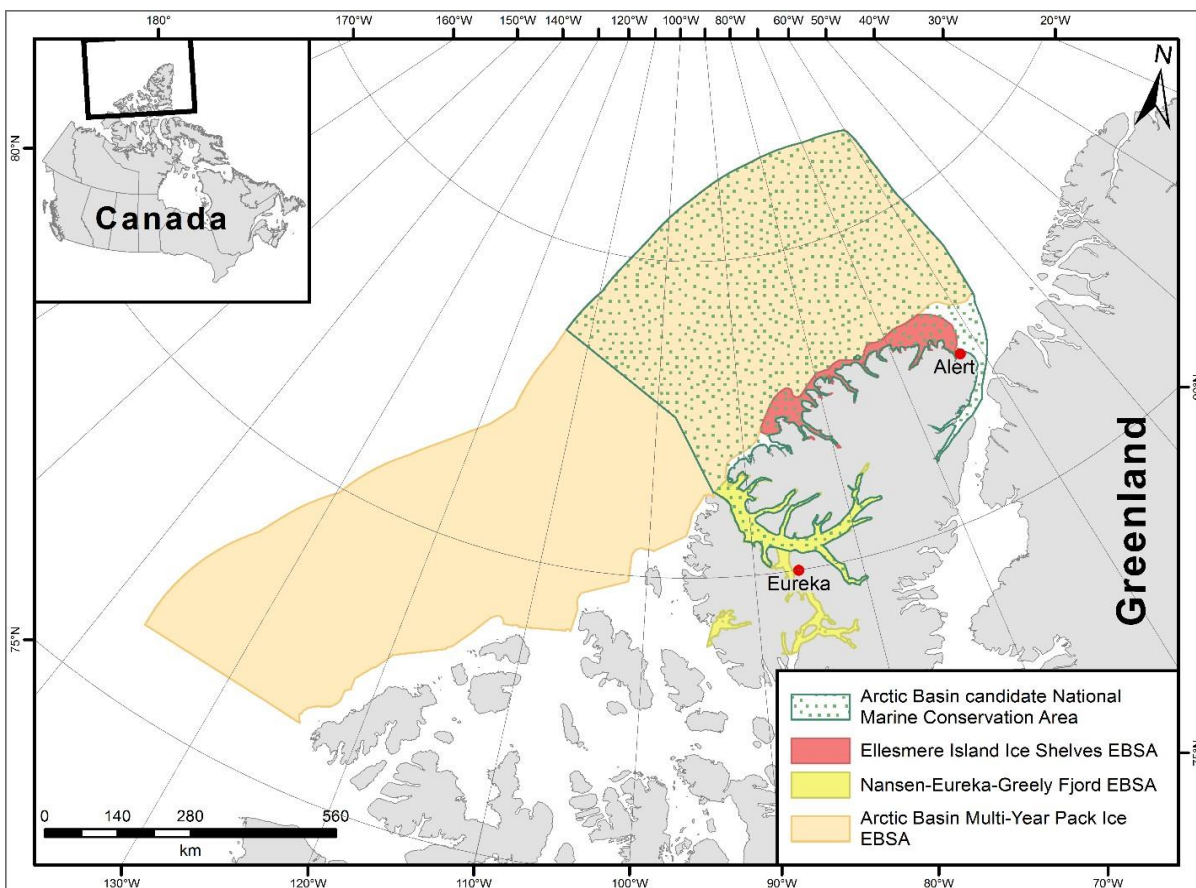 180° 170°W 160°W 150°W 140°W 130°W 120°W 110°W 100°W 90°W 80°W 60°W 50°W 40°W 30°W 20°W
N
80°N
Canada
Alert
80°N
Greenland
Eureka
75°N
75°N
Arctic Basin candidate National
Marine Conservation Area
Ellesmere Island Ice Shelves EBSA
Nansen-Eureka-Greely Fjord EBSA
Arctic Basin Multi-Year Pack Ice
EBSA
0 140 280 560
km
130°W 120°W 110°W 100°W 90°W 80°W 70°W